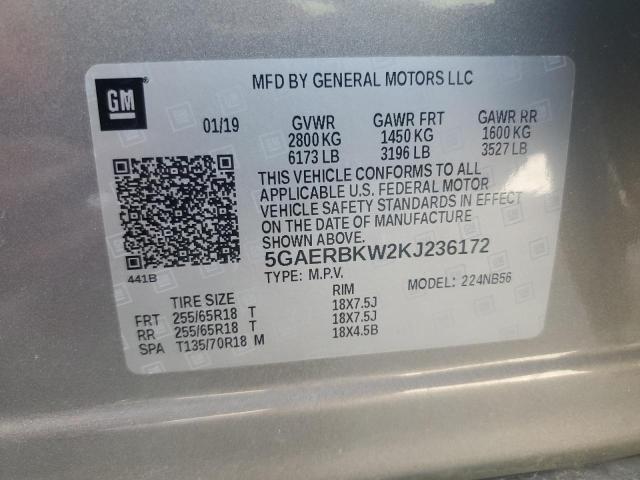 GM
MFD BY GENERAL MOTORS LLC
01/19 GVWR GAWR FRT GAWR RR
2800 KG 1450 KG 1600 KG
6173 LB 3196 LB 3527 LB
THIS VEHICLE CONFORMS TO ALL
APPLICABLE U.S. FEDERAL MOTOR
VEHICLE SAFETY STANDARDS IN EFFECT
ON THE DATE OF MANUFACTURE
SHOWN ABOVE.
5GAERBKW2KJ236172
441B
TYPE: M.P.V. MODEL: 224NB56
TIRE SIZE RIM
FRT 255/65R18 T 18X7.5J
RR 255/65R18 T 18X7.5J
SPA T135/70R18 M 18X4.5B